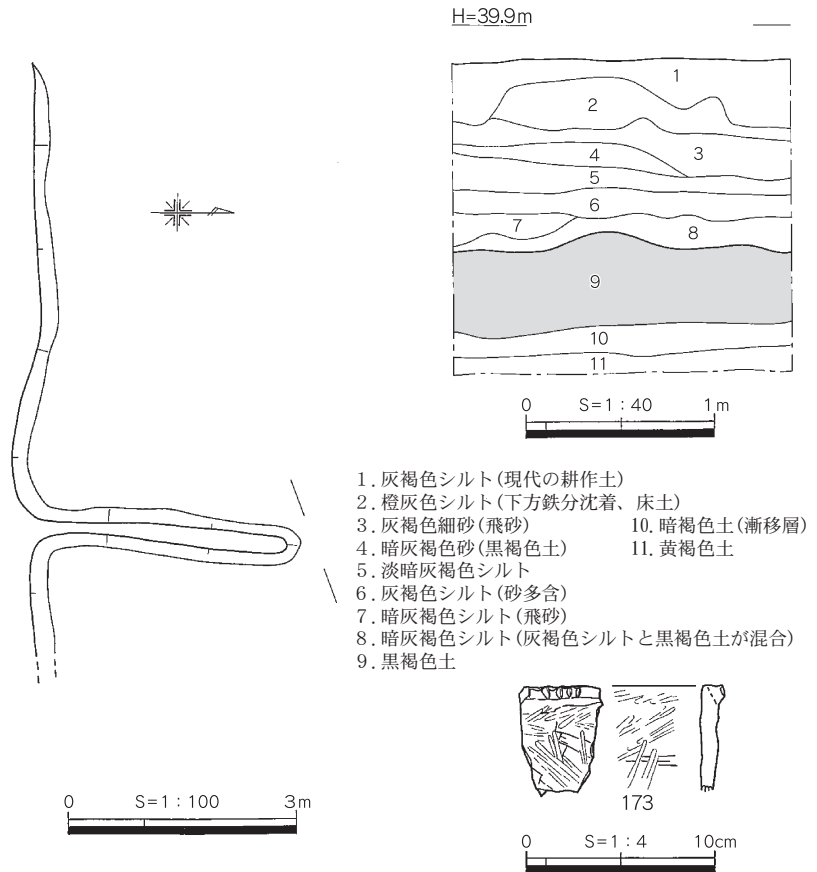 H=39.9m
1
2
3
4
5
6
7
8
9
10
11
0 S=1:40 1m
1. 灰褐色シルト(現代の耕作土)
2. 橙灰色シルト(下方鉄分沈着、床土)
3. 灰褐色細砂(飛砂)
4. 暗灰褐色砂(黒褐色土)
5. 淡暗灰褐色シルト
6. 灰褐色シルト(砂多含)
7. 暗灰褐色シルト(飛砂)
8. 暗灰褐色シルト(灰褐色シルトと黒褐色土が混合)
9. 黒褐色土
10. 暗褐色土(漸移層)
11. 黄褐色土
173
0 S=1:100 3m
0 S=1:4 10cm